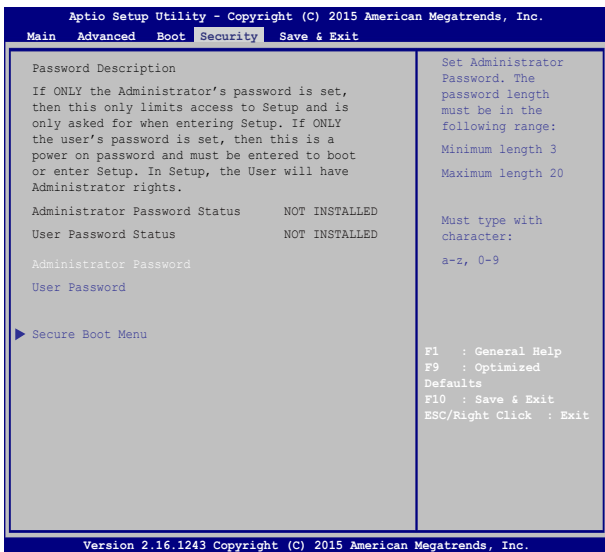 Aptio Setup Utility - Copyright (C) 2015 American Megatrends, Inc.
Main Advanced Boot Security Save & Exit
Password Description
If ONLY the Administrator's password is set,
then this only limits access to Setup and is
only asked for when entering Setup. If ONLY
the user's password is set, then this is a
power on password and must be entered to boot
or enter Setup. In Setup, the User will have
Administrator rights.
Administrator Password Status NOT INSTALLED
User Password Status NOT INSTALLED
Administrator Password
User Password
Secure Boot Menu
Set Administrator
Password. The
password length
must be in the
following range:
Minimum length 3
Maximum length 20
Must type with
character:
a-z, 0-9
F1 : General Help
F9 : Optimized
Defaults
F10 : Save & Exit
ESC/Right Click : Exit
Version 2.16.1243 Copyright (C) 2015 American Megatrends, Inc.